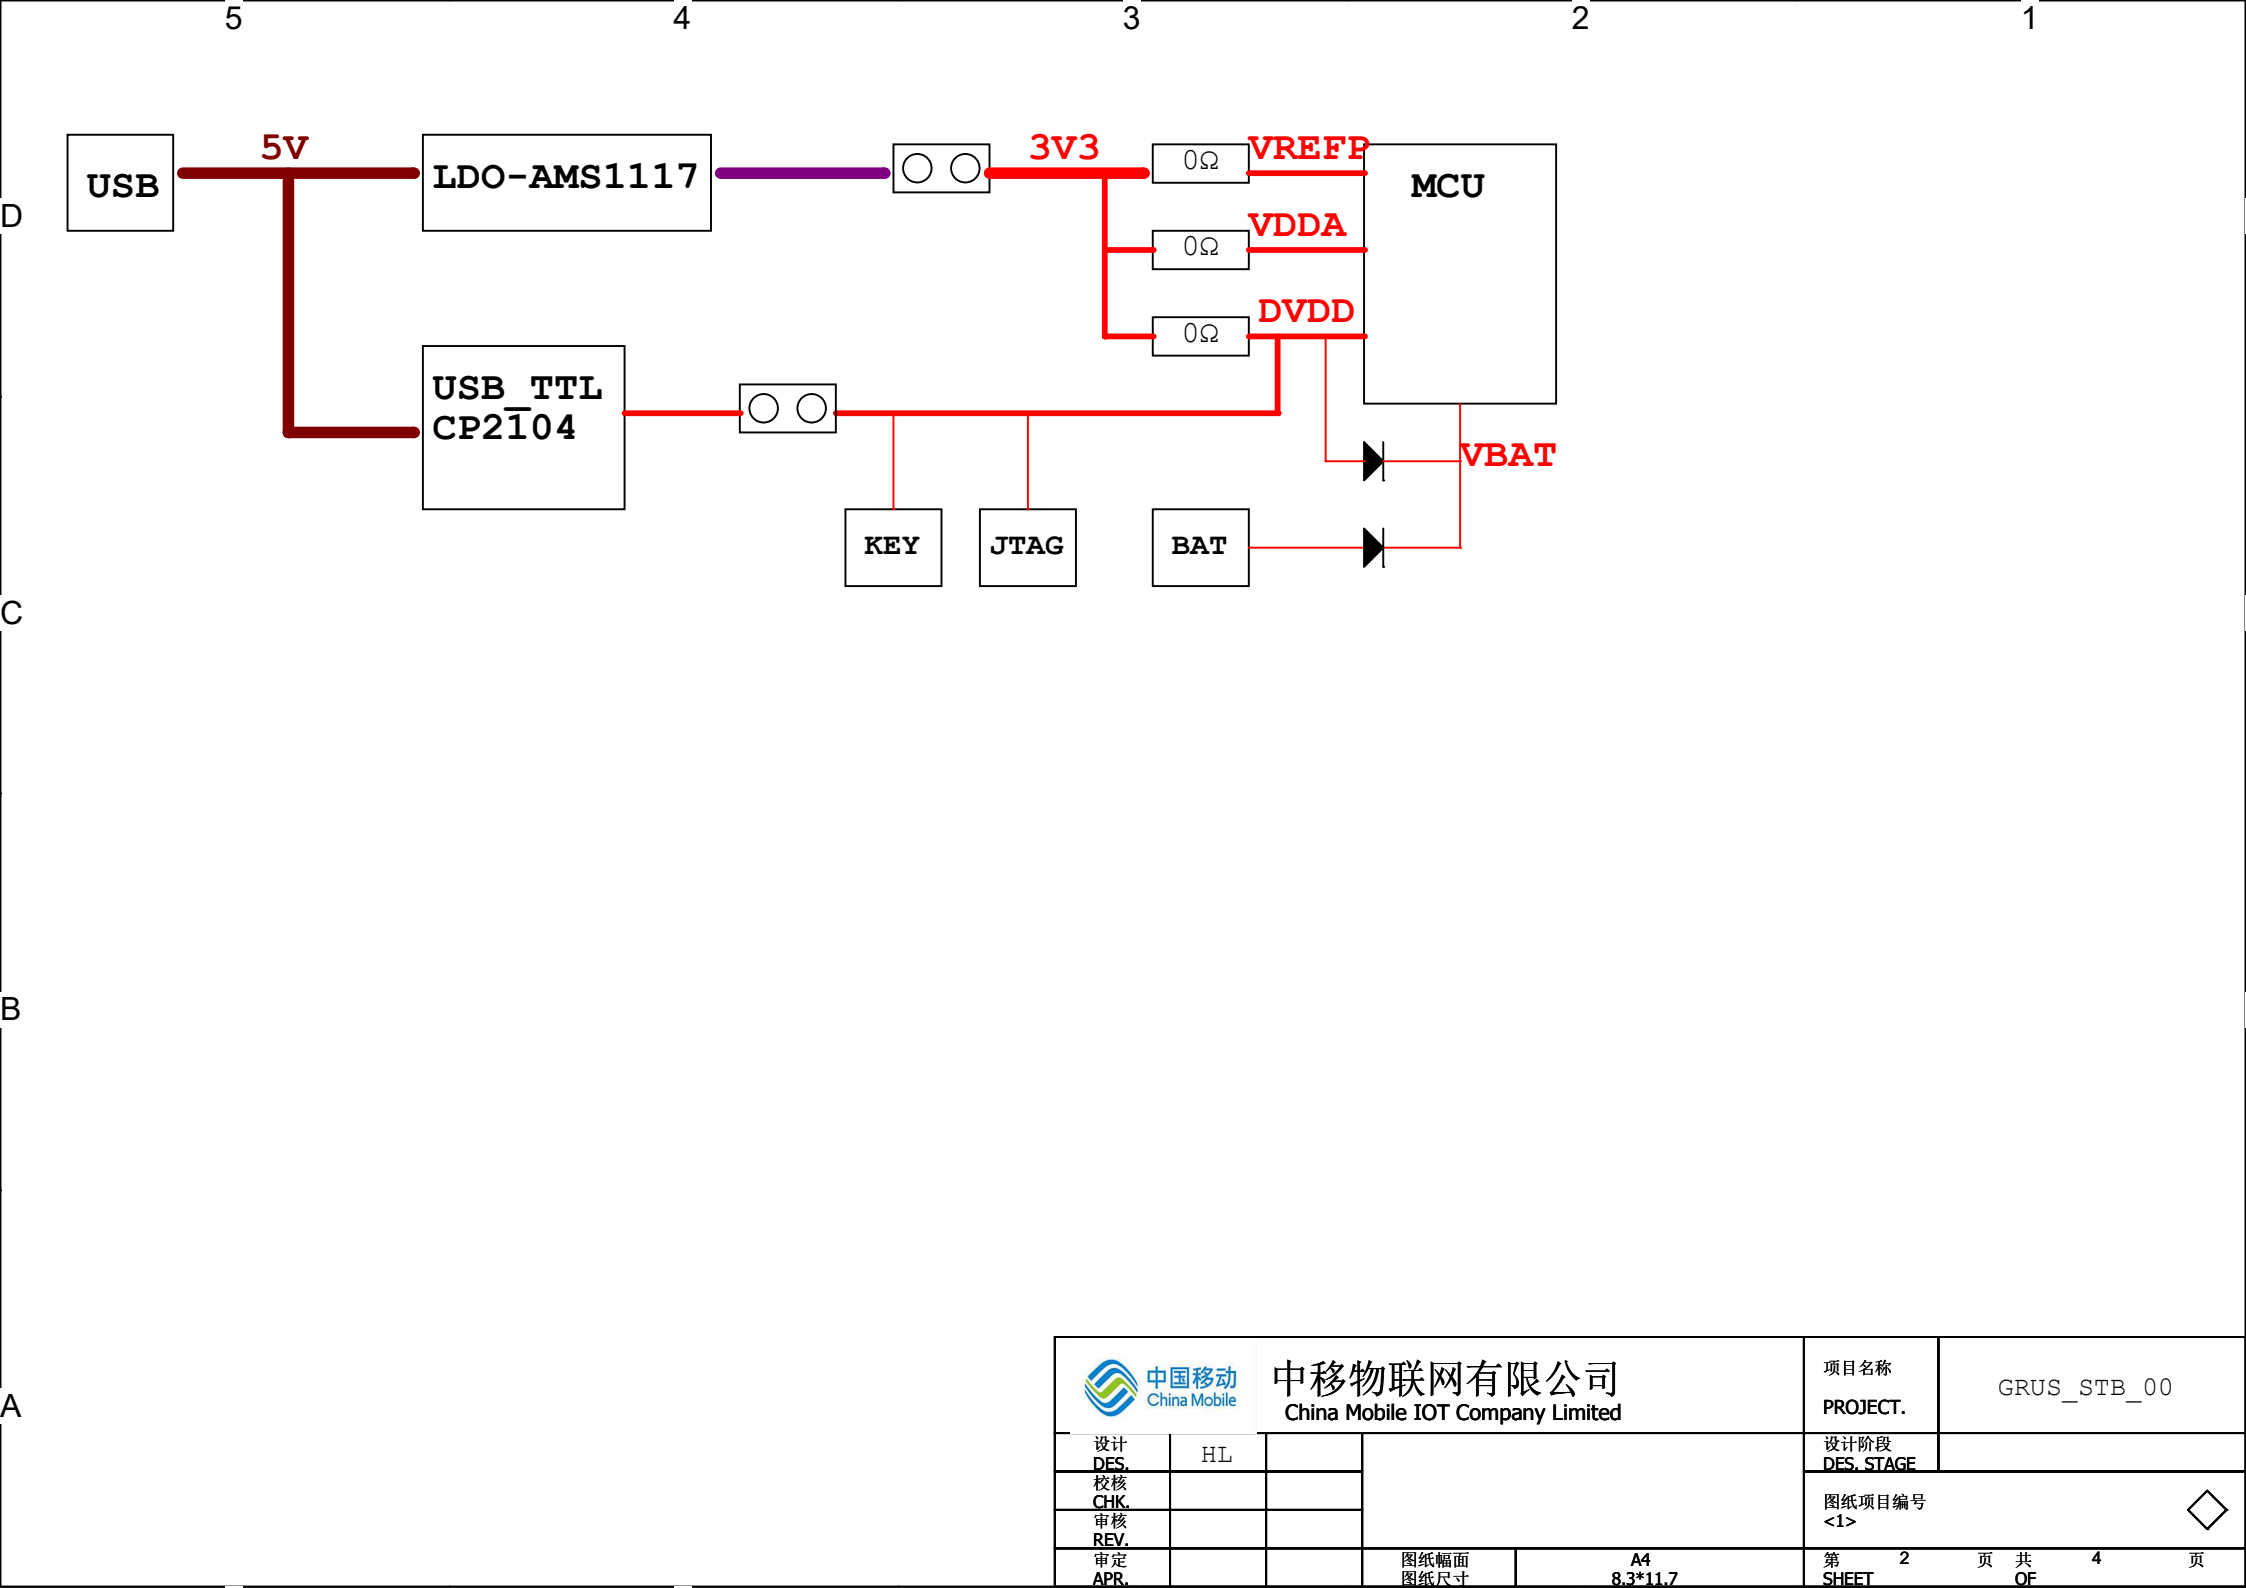 5 4 3 2 1
D
C
B
A
5V
3V3
VREFP
USB
LDO-AMS1117
0Ω
MCU
VDDA
0Ω
DVDD
0Ω
USB_TTL
CP2104
VBAT
KEY
JTAG
BAT
中国移动
China Mobile
中移物联网有限公司
China Mobile IOT Company Limited
项目名称
PROJECT.
GRUS_STB_00
设计
DES.
HL
设计阶段
DES. STAGE
校核
CHK.
图纸项目编号
<1>
审核
REV.
审定
APR.
图纸幅面
图纸尺寸
A4
8.3*11.7
第 2 页 共 4 页
SHEET OF